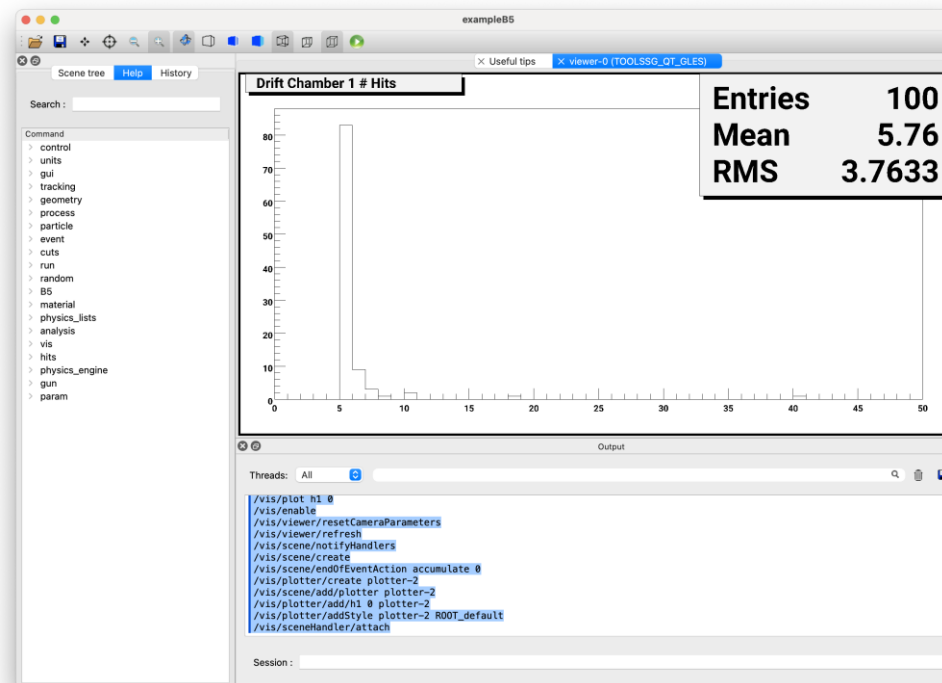 exampleB5
Useful tips
viewer-0 (TOOLSSG_QT_GLES)
Scene tree
Help
History
Search :
Command
control
units
gui
tracking
geometry
process
particle
event
cuts
run
random
B5
material
physics_lists
analysis
vis
hits
physics_engine
gun
param
Drift Chamber 1 # Hits
Entries 100
Mean 5.76
RMS 3.7633
80
70
60
50
40
30
20
10
0
0 5 10 15 20 25 30 35 40 45 50
Output
Threads: All
/vis/plot h1 0
/vis/enable
/vis/viewer/resetCameraParameters
/vis/viewer/refresh
/vis/scene/notifyHandlers
/vis/scene/create
/vis/scene/endOfEventAction accumulate 0
/vis/plotter/create plotter-2
/vis/scene/add/plotter plotter-2
/vis/plotter/add/h1 0 plotter-2
/vis/plotter/addStyle plotter-2 ROOT_default
/vis/sceneHandler/attach
Session :